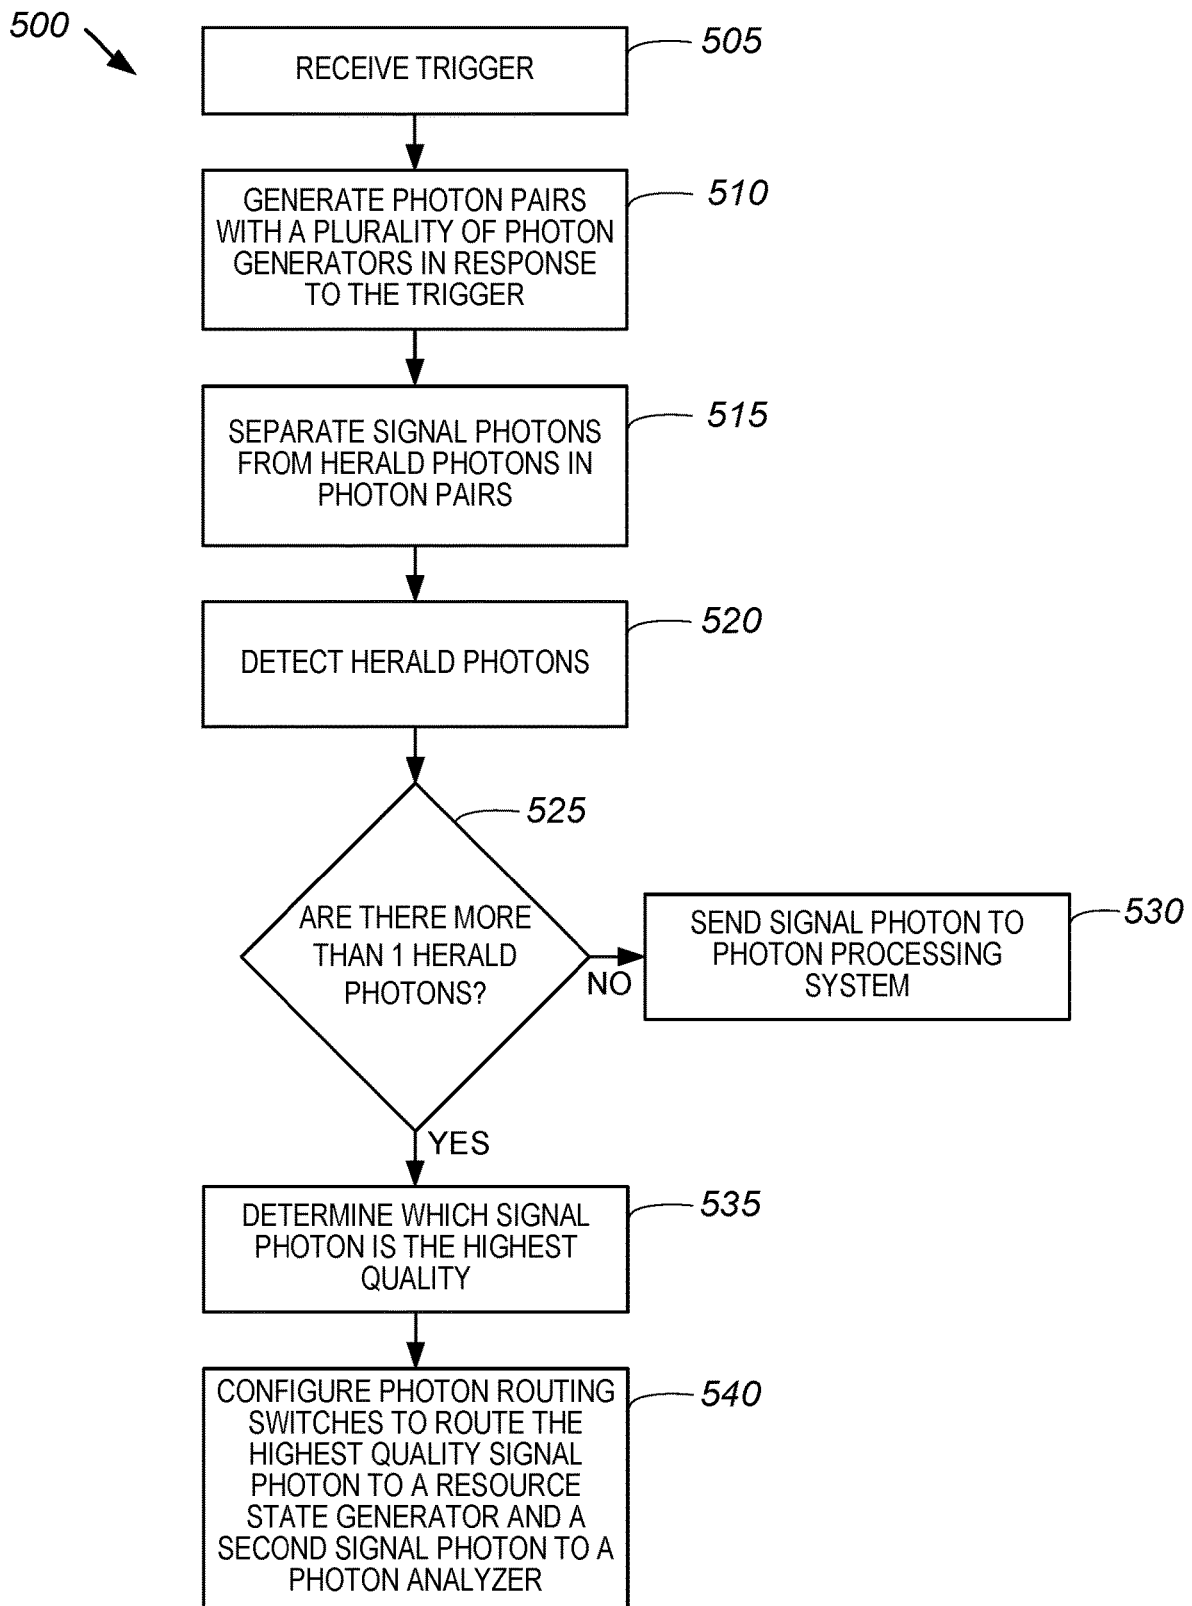 500
RECEIVE TRIGGER
505
GENERATE PHOTON PAIRS
WITH A PLURALITY OF PHOTON
GENERATORS IN RESPONSE
TO THE TRIGGER
510
SEPARATE SIGNAL PHOTONS
FROM HERALD PHOTONS IN
PHOTON PAIRS
515
DETECT HERALD PHOTONS
520
525
ARE THERE MORE
THAN 1 HERALD
PHOTONS?
NO
SEND SIGNAL PHOTON TO
PHOTON PROCESSING
SYSTEM
530
YES
DETERMINE WHICH SIGNAL
PHOTON IS THE HIGHEST
QUALITY
535
CONFIGURE PHOTON ROUTING
SWITCHES TO ROUTE THE
HIGHEST QUALITY SIGNAL
PHOTON TO A RESOURCE
STATE GENERATOR AND A
SECOND SIGNAL PHOTON TO A
PHOTON ANALYZER
540